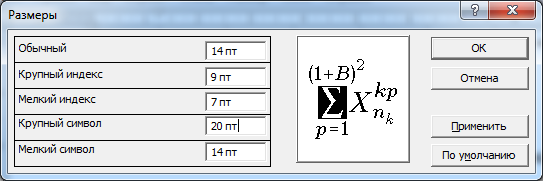 Размеры
Обычный 14 пт
Крупный индекс 9 пт
Мелкий индекс 7 пт
Крупный символ 20 пт
Мелкий символ 14 пт
(1+B)²
∑ X
kp
n
k
p=1
OK
Отмена
Применить
По умолчанию